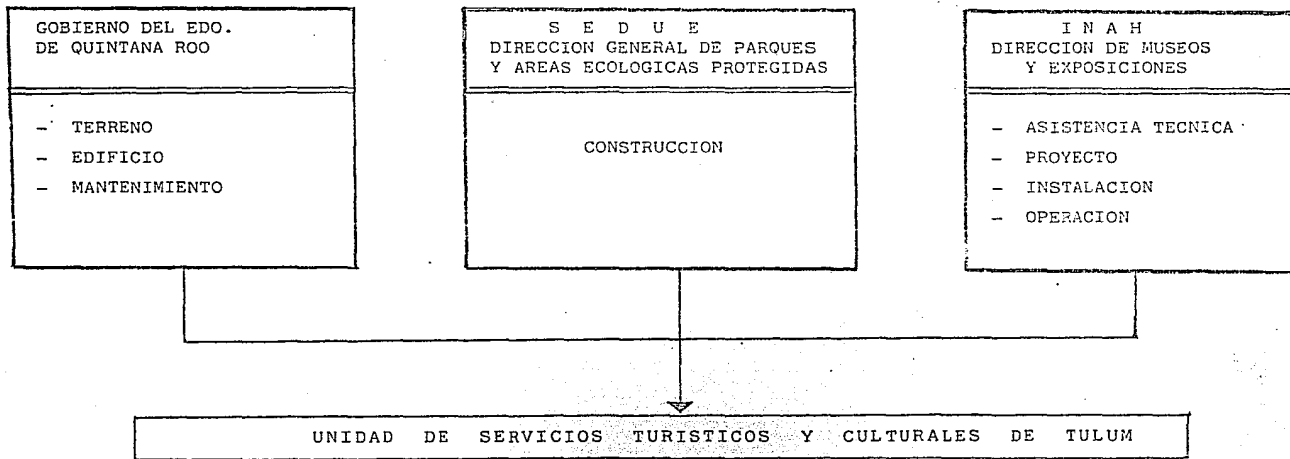 GOBIERNO DEL EDO.
DE QUINTANA ROO
- TERRENO
- EDIFICIO
- MANTENIMIENTO
S E D U E
DIRECCION GENERAL DE PARQUES
Y AREAS ECOLOGICAS PROTEGIDAS
CONSTRUCCION
I N A H
DIRECCION DE MUSEOS
Y EXPOSICIONES
- ASISTENCIA TECNICA
- PROYECTO
- INSTALACION
- OPERACION
UNIDAD DE SERVICIOS TURISTICOS Y CULTURALES DE TULUM